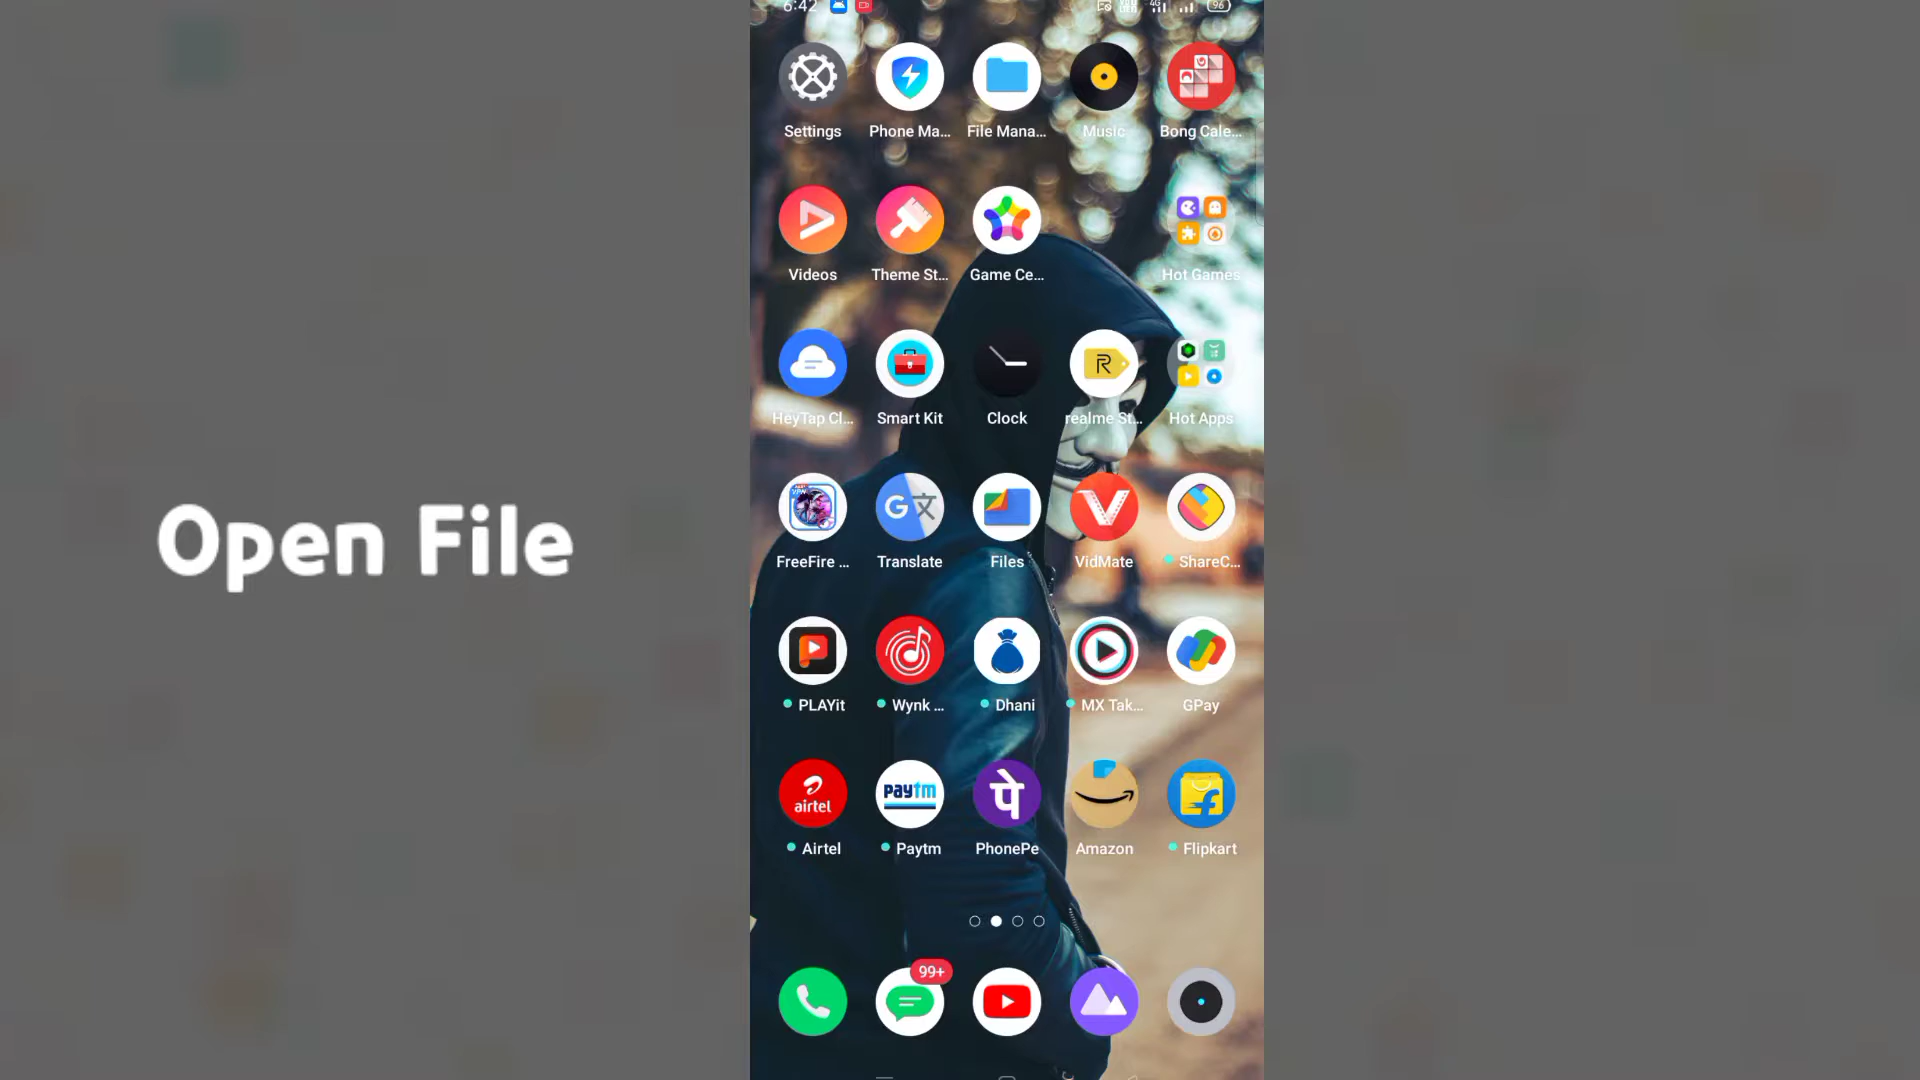 6:42
96
Settings
Phone Ma...
File Mana...
Music
Bong Cale...
Videos
Theme St...
Game Ce...
Hot Games
HeyTap Cl...
Smart Kit
Clock
realme St...
Hot Apps
Open File
FreeFire ...
Translate
Files
VidMate
ShareC...
PLAYit
Wynk ...
Dhani
MX Tak...
GPay
airtel
paytm
पे
Airtel
Paytm
PhonePe
Amazon
Flipkart
99+